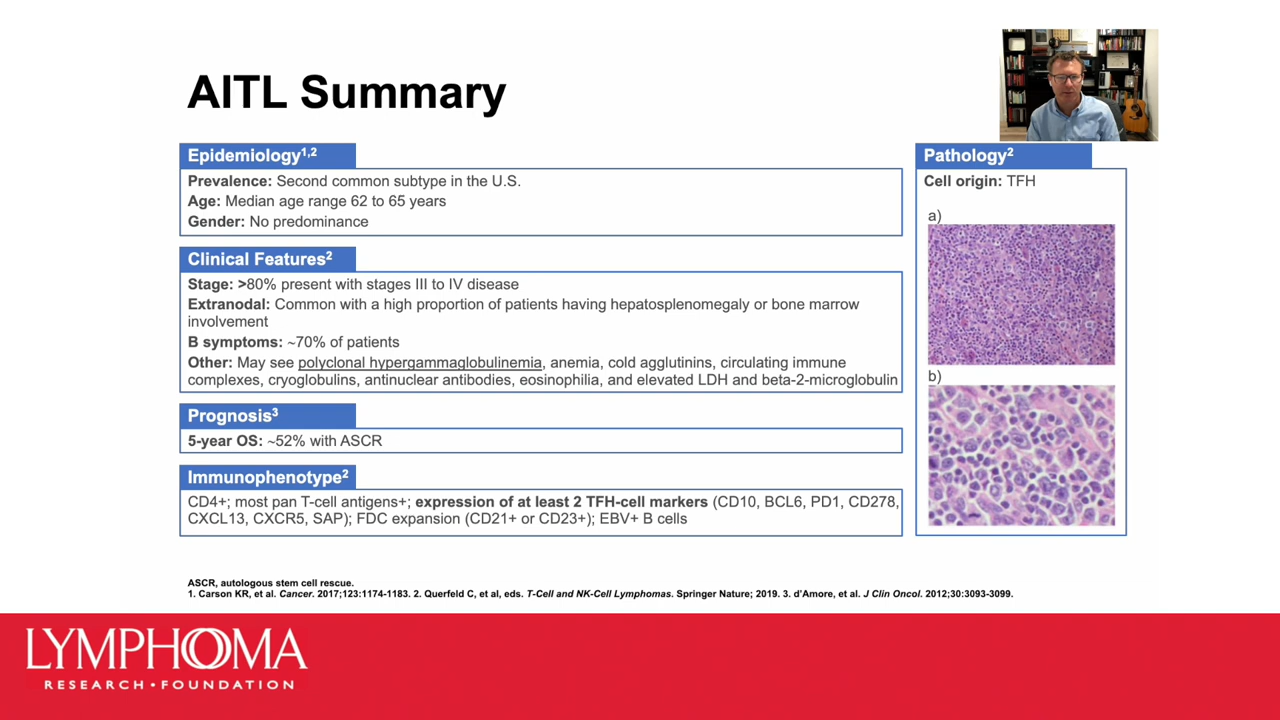 AITL Summary
Epidemiology1,2
Prevalence: Second common subtype in the U.S.
Age: Median age range 62 to 65 years
Gender: No predominance
Clinical Features2
Stage: >80% present with stages III to IV disease
Extranodal: Common with a high proportion of patients having hepatosplenomegaly or bone marrow
involvement
B symptoms: ~70% of patients
Other: May see polyclonal hypergammaglobulinemia, anemia, cold agglutinins, circulating immune
complexes, cryoglobulins, antinuclear antibodies, eosinophilia, and elevated LDH and beta-2-microglobulin
Prognosis3
5-year OS: ~52% with ASCR
Immunophenotype2
CD4+; most pan T-cell antigens+; expression of at least 2 TFH-cell markers (CD10, BCL6, PD1, CD278,
CXCL13, CXCR5, SAP); FDC expansion (CD21+ or CD23+); EBV+ B cells
Pathology2
Cell origin: TFH
a)
b)
ASCR, autologous stem cell rescue.
1. Carson KR, et al. Cancer. 2017;123:1174-1183. 2. Querfeld C, et al, eds. T-Cell and NK-Cell Lymphomas. Springer Nature; 2019. 3. d'Amore, et al. J Clin Oncol. 2012;30:3093-3099.
LYMPHOMA
RESEARCH • FOUNDATION